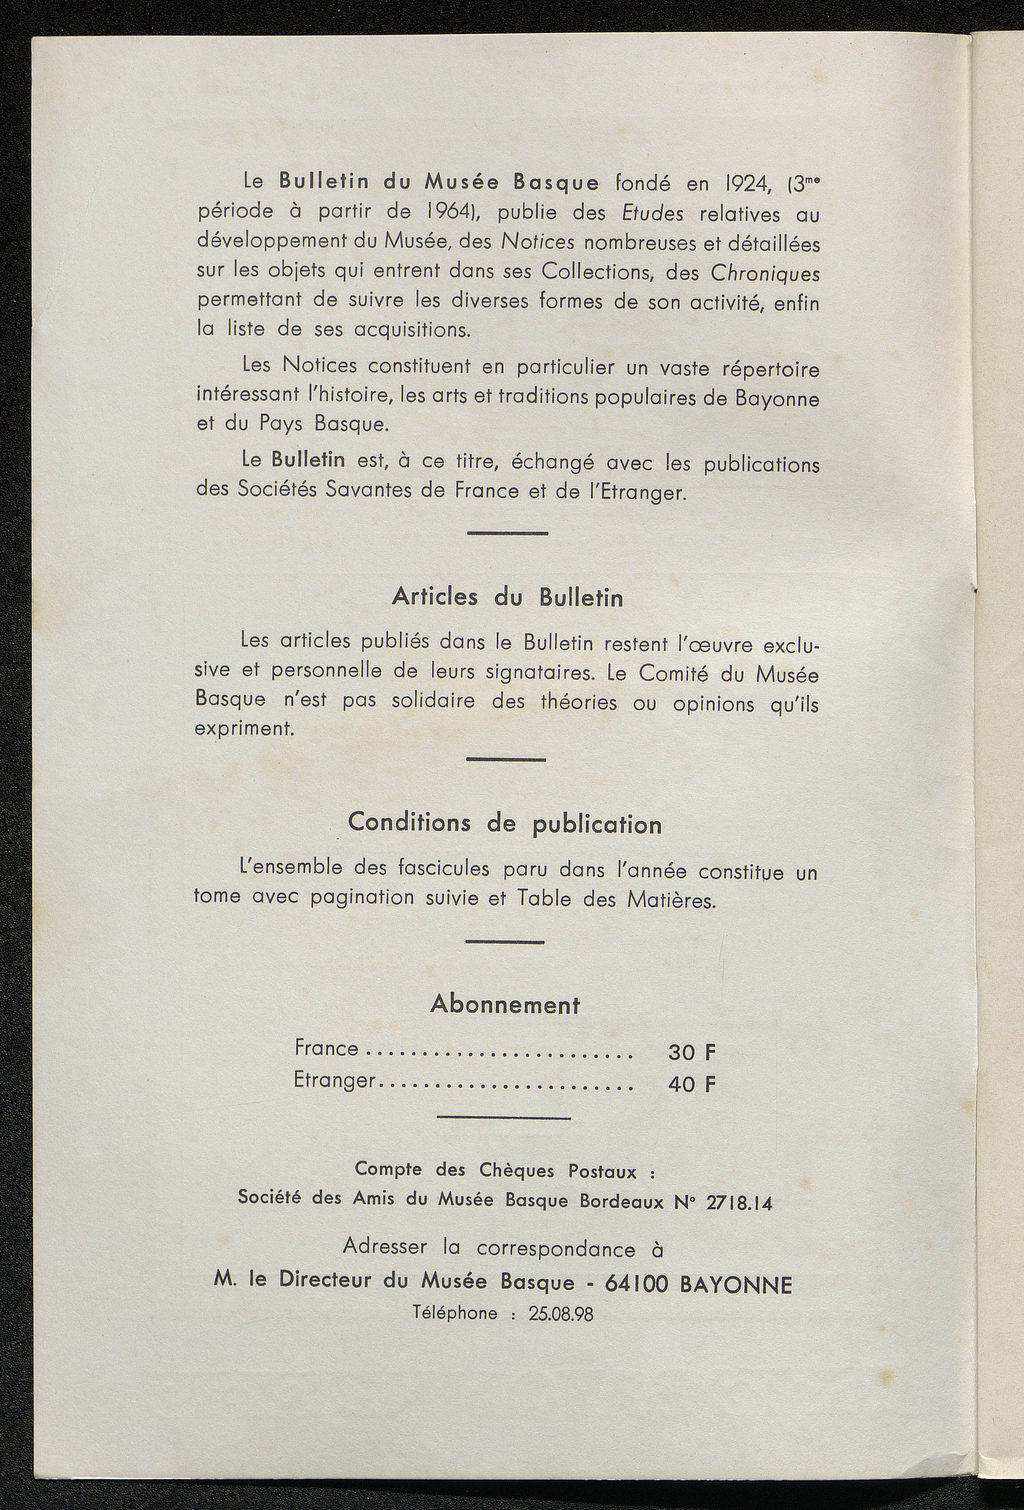 Le Bulletin du Musée Basque fondé en 1924, (3me
période à partir de 1964), publie des Etudes relatives au
développement du Musée, des Notices nombreuses et détaillées
sur les objets qui entrent dans ses Collections, des Chroniques
permettant de suivre les diverses formes de son activité, enfin
la liste de ses acquisitions.
Les Notices constituent en particulier un vaste répertoire
intéressant l'histoire, les arts et traditions populaires de Bayonne
et du Pays Basque.
Le Bulletin est, à ce titre, échangé avec les publications
des Sociétés Savantes de France et de l'Etranger.
Articles du Bulletin
Les articles publiés dans le Bulletin restent l'œuvre exclu-
sive et personnelle de leurs signataires. Le Comité du Musée
Basque n'est pas solidaire des théories ou opinions qu'ils
expriment.
Conditions de publication
L'ensemble des fascicules paru dans l'année constitue un
tome avec pagination suivie et Table des Matières.
Abonnement
France ........................ 30 F
Etranger....................... 40 F
Compte des Chèques Postaux :
Société des Amis du Musée Basque Bordeaux N° 2718.14
Adresser la correspondance à
M. le Directeur du Musée Basque - 64100 BAYONNE
Téléphone : 25.08.98